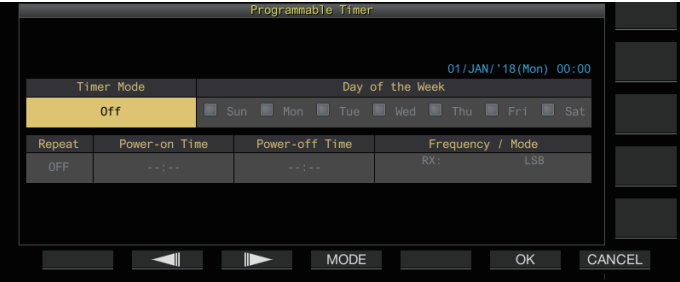 Programmable Timer
01/JAN/'18(Mon) 00:00
Timer Mode Day of the Week
Off Sun Mon Tue Wed Thu Fri Sat
Repeat Power-on Time Power-off Time Frequency / Mode
OFF --:-- --:-- RX: LSB
MODE OK CANCEL